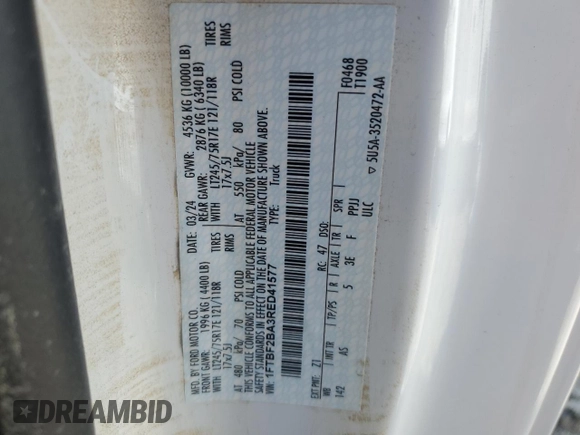 MFD. BY FORD MOTOR CO.
DATE: 03/24 GVWR: 4536 KG (10000 LB)
FRONT GAWR: 1996 KG (4400 LB) REAR GAWR: 2876 KG (6340 LB)
LT245/75R17E 121/118R TIRES WITH LT245/75R17E 121/118R TIRES
17x7.5J RIMS 17x7.5J RIMS
AT 480 kPa/ 70 PSI COLD AT 550 kPa/ 80 PSI COLD
THIS VEHICLE CONFORMS TO ALL APPLICABLE FEDERAL MOTOR VEHICLE
SAFETY STANDARDS IN EFFECT ON THE DATE OF MANUFACTURE SHOWN ABOVE.
VIN: 1FTBF2BA3RED41577 TYPE: Truck
F0468
T1900
EXT PNT: Z1 RC: 47 DSO:
WB INT TR TP/PS R AXLE TR SPR
142 AS 5 3E F PPJJ
ULC
5U5A-3520472-AA
DREAMBID.COM